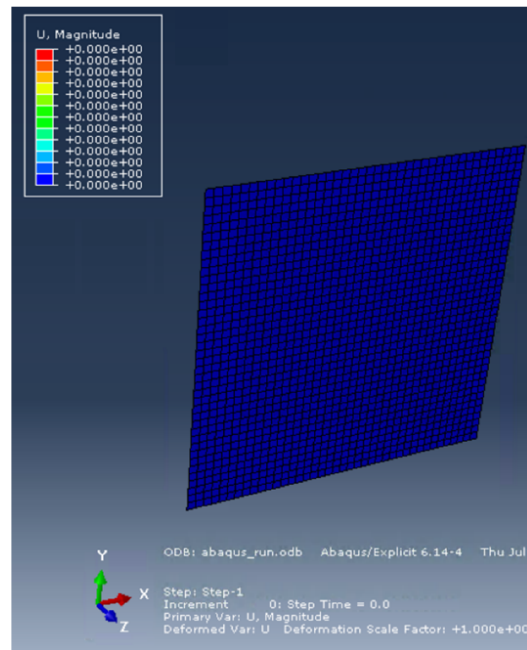 U, Magnitude
+0.000e+00
+0.000e+00
+0.000e+00
+0.000e+00
+0.000e+00
+0.000e+00
+0.000e+00
+0.000e+00
+0.000e+00
+0.000e+00
+0.000e+00
+0.000e+00
+0.000e+00
Y
X
Z
ODB: abaqus_run.odb Abaqus/Explicit 6.14-4 Thu Jul
Step: Step-1
Increment 0: Step Time = 0.0
Primary Var: U, Magnitude
Deformed Var: U Deformation Scale Factor: +1.000e+00